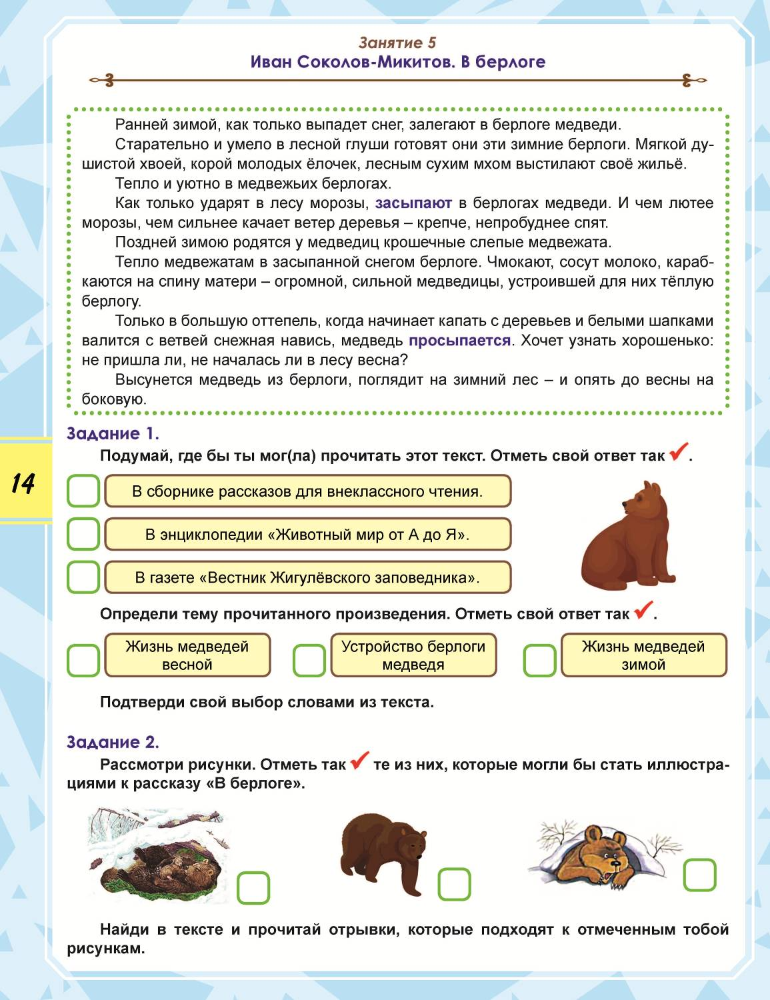 Занятие 5
Иван Соколов-Микитов. В берлоге
Ранней зимой, как только выпадет снег, залегают в берлоге медведи.
Старательно и умело в лесной глуши готовят они эти зимние берлоги. Мягкой ду-
шистой хвоей, корой молодых ёлочек, лесным сухим мхом выстилают своё жильё.
Тепло и уютно в медвежьих берлогах.
Как только ударят в лесу морозы, засыпают в берлогах медведи. И чем лютее
морозы, чем сильнее качает ветер деревья – крепче, непробуднее спят.
Поздней зимою родятся у медведиц крошечные слепые медвежата.
Тепло медвежатам в засыпанной снегом берлоге. Чмокают, сосут молоко, караб-
каются на спину матери – огромной, сильной медведицы, устроившей для них тёплую
берлогу.
Только в большую оттепель, когда начинает капать с деревьев и белыми шапками
валится с ветвей снежная навись, медведь просыпается. Хочет узнать хорошенько:
не пришла ли, не началась ли в лесу весна?
Высунется медведь из берлоги, поглядит на зимний лес – и опять до весны на
боковую.
Задание 1.
Подумай, где бы ты мог(ла) прочитать этот текст. Отметь свой ответ так ✓.
14
В сборнике рассказов для внеклассного чтения.
В энциклопедии «Животный мир от А до Я».
В газете «Вестник Жигулёвского заповедника».
Определи тему прочитанного произведения. Отметь свой ответ так ✓.
Жизнь медведей
весной
Устройство берлоги
медведя
Жизнь медведей
зимой
Подтверди свой выбор словами из текста.
Задание 2.
Рассмотри рисунки. Отметь так ✓ те из них, которые могли бы стать иллюстра-
циями к рассказу «В берлоге».
Найди в тексте и прочитай отрывки, которые подходят к отмеченным тобой
рисункам.